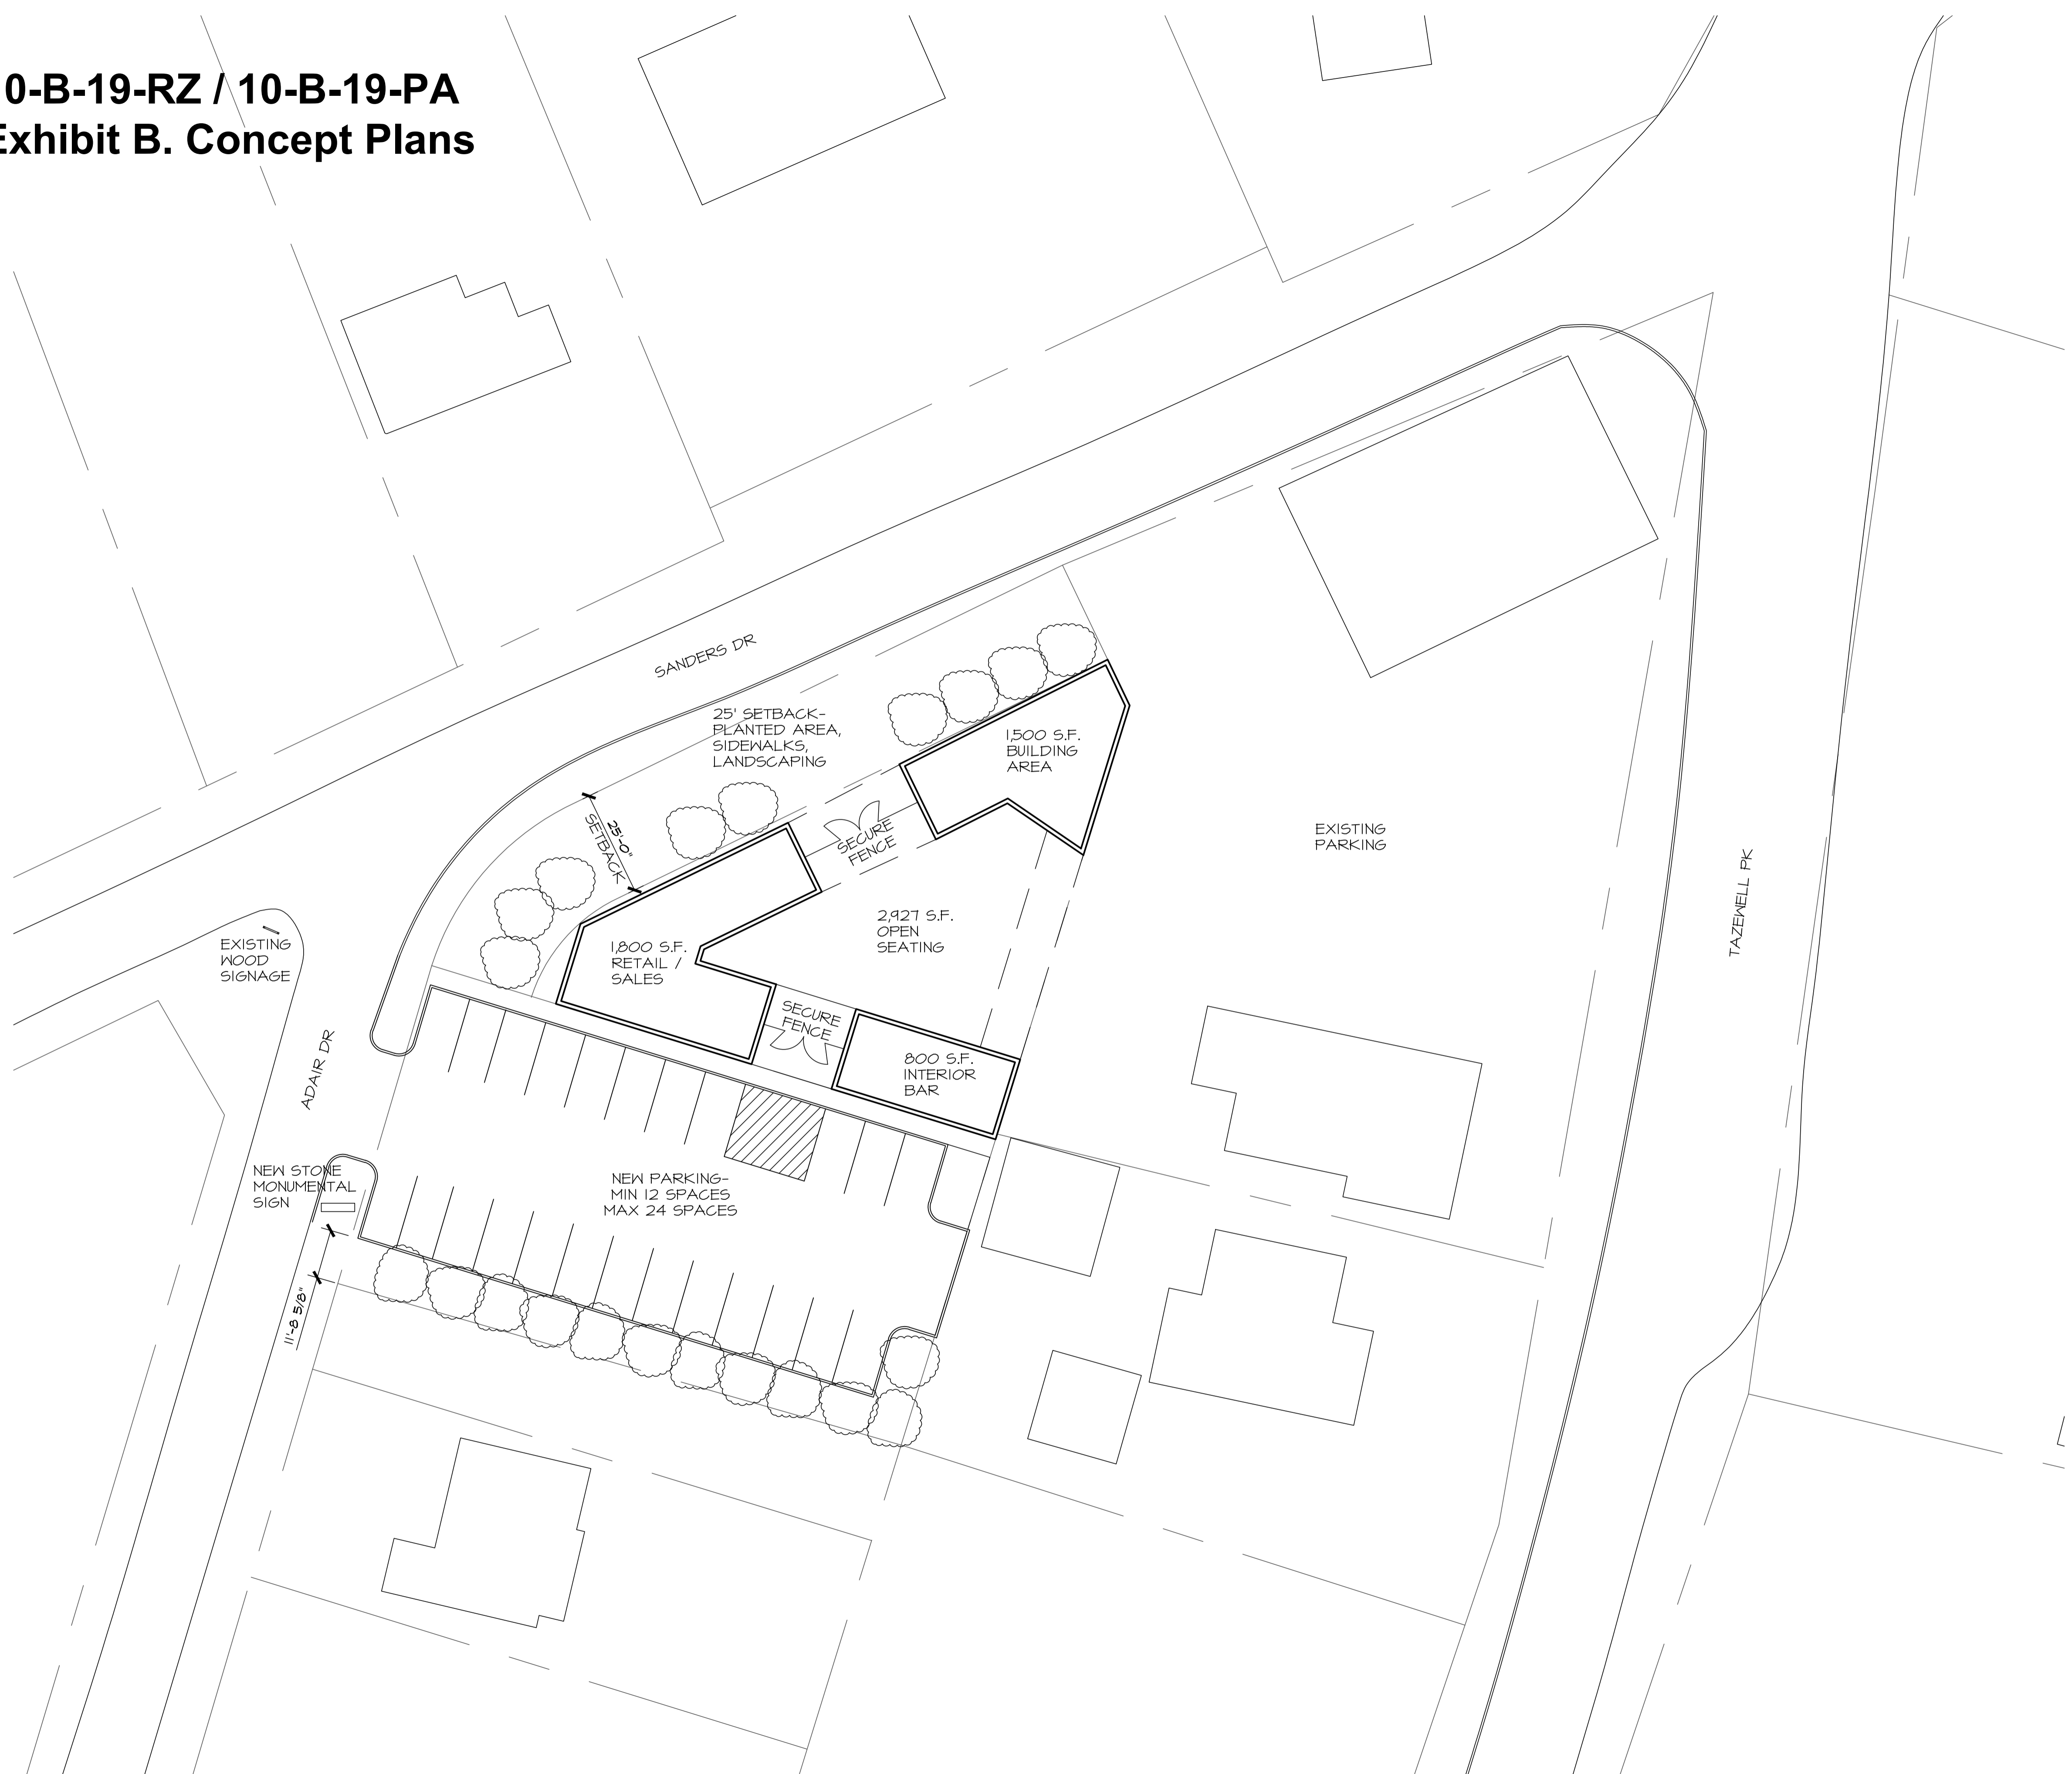 0-B-19-RZ / 10-B-19-PA
Exhibit B. Concept Plans
SANDERS DR
25' SETBACK-
PLANTED AREA,
SIDEWALKS,
LANDSCAPING
1,500 S.F.
BUILDING
AREA
25'-0"
SETBACK
SECURE
FENCE
EXISTING
PARKING
TAZEWELL PK
2,927 S.F.
OPEN
SEATING
EXISTING
WOOD
SIGNAGE
1,800 S.F.
RETAIL /
SALES
SECURE
FENCE
800 S.F.
INTERIOR
BAR
ADAIR DR
NEW STONE
MONUMENTAL
SIGN
NEW PARKING-
MIN 12 SPACES
MAX 24 SPACES
11'-8 5/8"